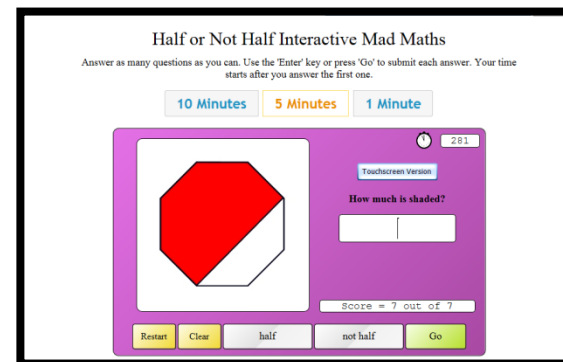 Half or Not Half Interactive Mad Maths
Answer as many questions as you can. Use the 'Enter' key or press 'Go' to submit each answer. Your time
starts after you answer the first one.
10 Minutes 5 Minutes 1 Minute
281
Touchscreen Version
How much is shaded?
Score = 7 out of 7
Restart Clear half not half Go